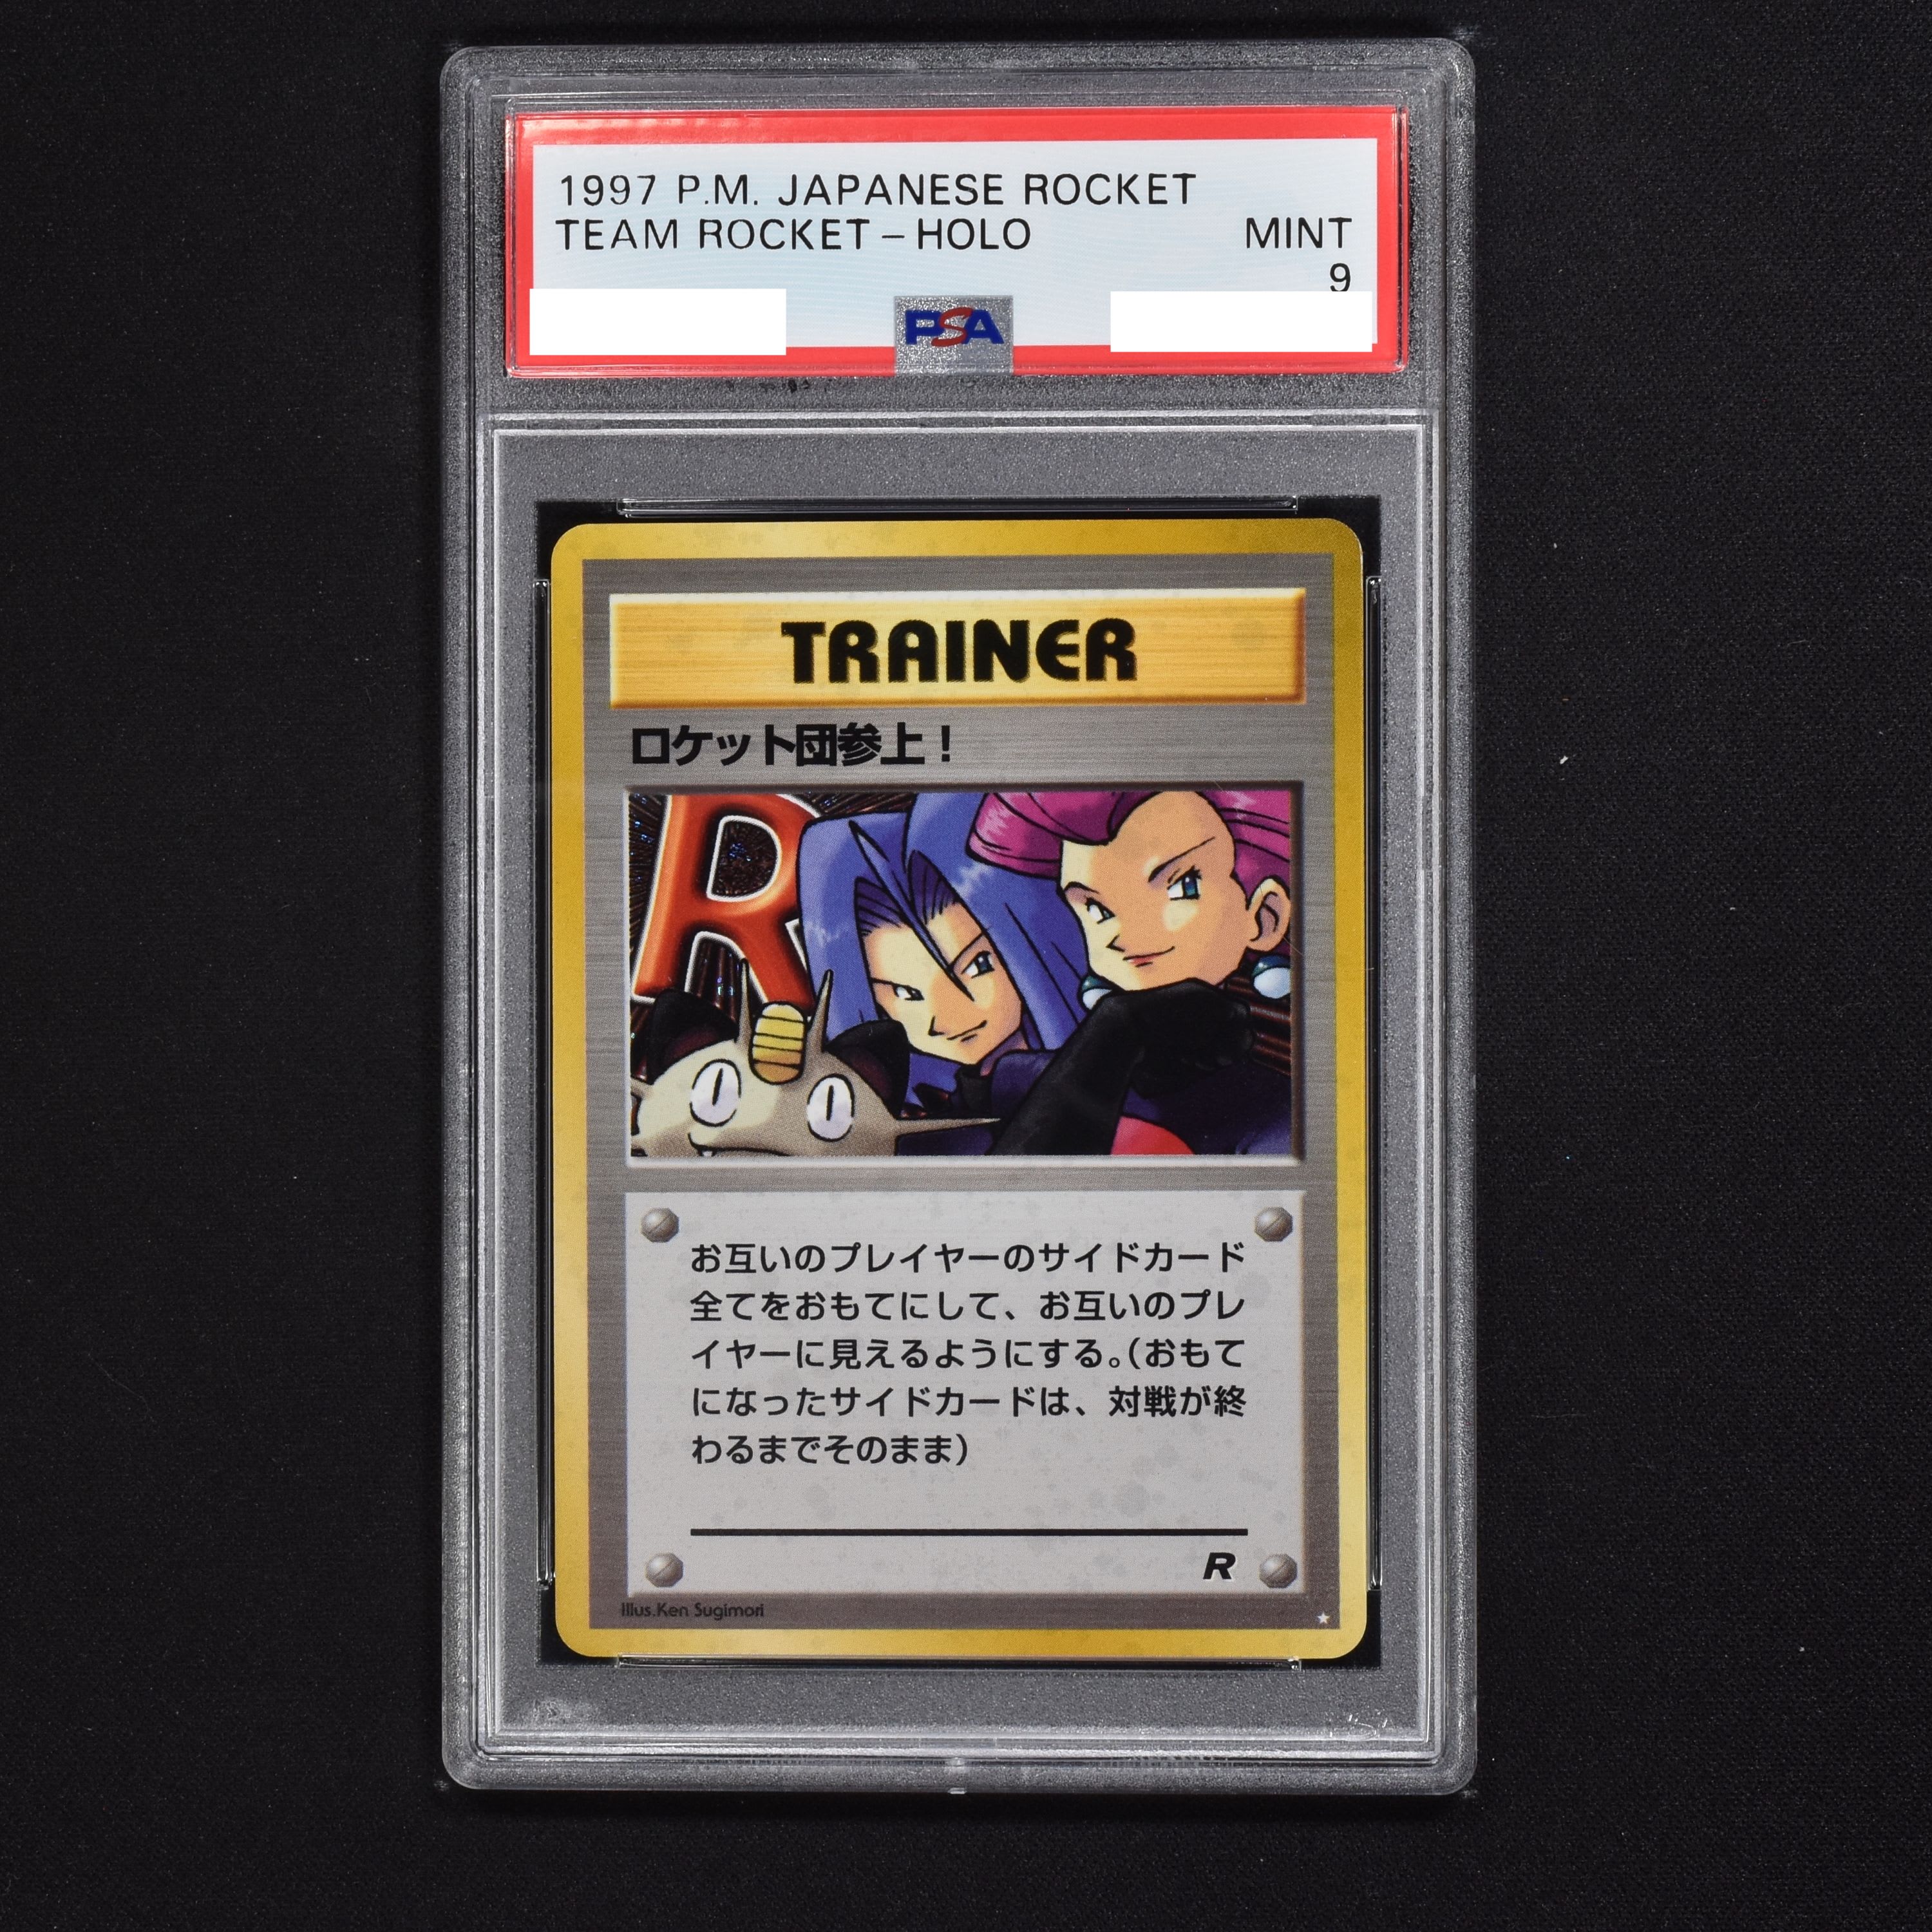 1997 P.M. JAPANESE ROCKET
TEAM ROCKET – HOLO MINT
9
PSA
TRAINER
ロケット団参上！
R
お互いのプレイヤーのサイドカード
全てをおもてにして、お互いのプレ
イヤーに見えるようにする。（おもて
になったサイドカードは、対戦が終
わるまでそのまま）
R
Illus.Ken Sugimori